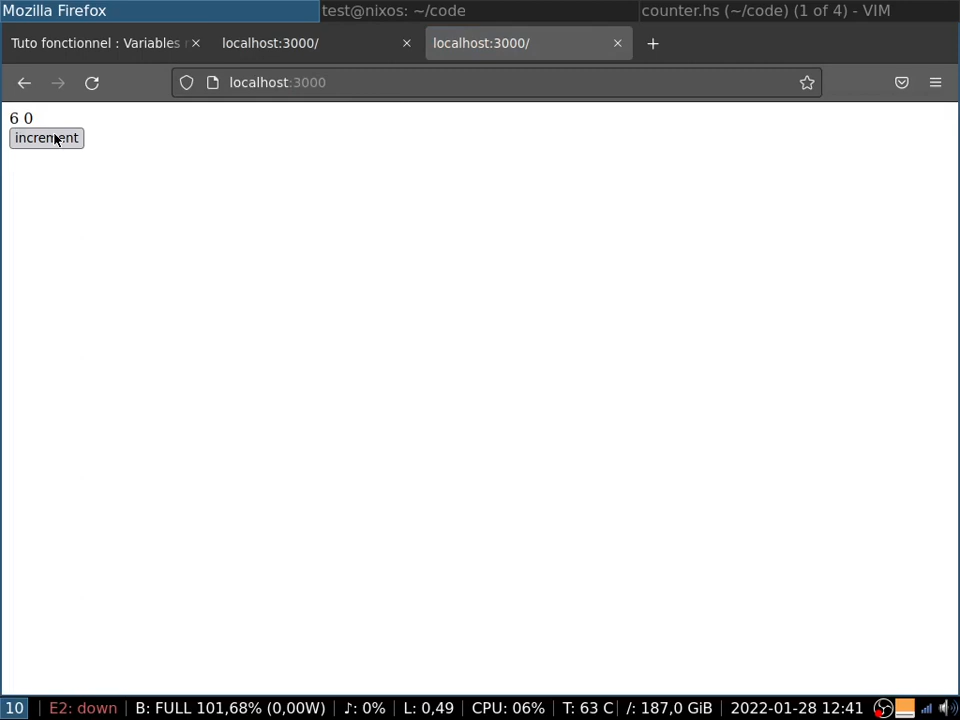 Mozilla Firefox
test@nixos: ~/code
counter.hs (~/code) (1 of 4) - VIM
Tuto fonctionnel : Variables
localhost:3000/
localhost:3000/
localhost:3000
6 0
increment
10
E2: down
B: FULL 101,68% (0,00W)
♪: 0%
L: 0,49
CPU: 06%
T: 63 C
/: 187,0 GiB
2022-01-28 12:41